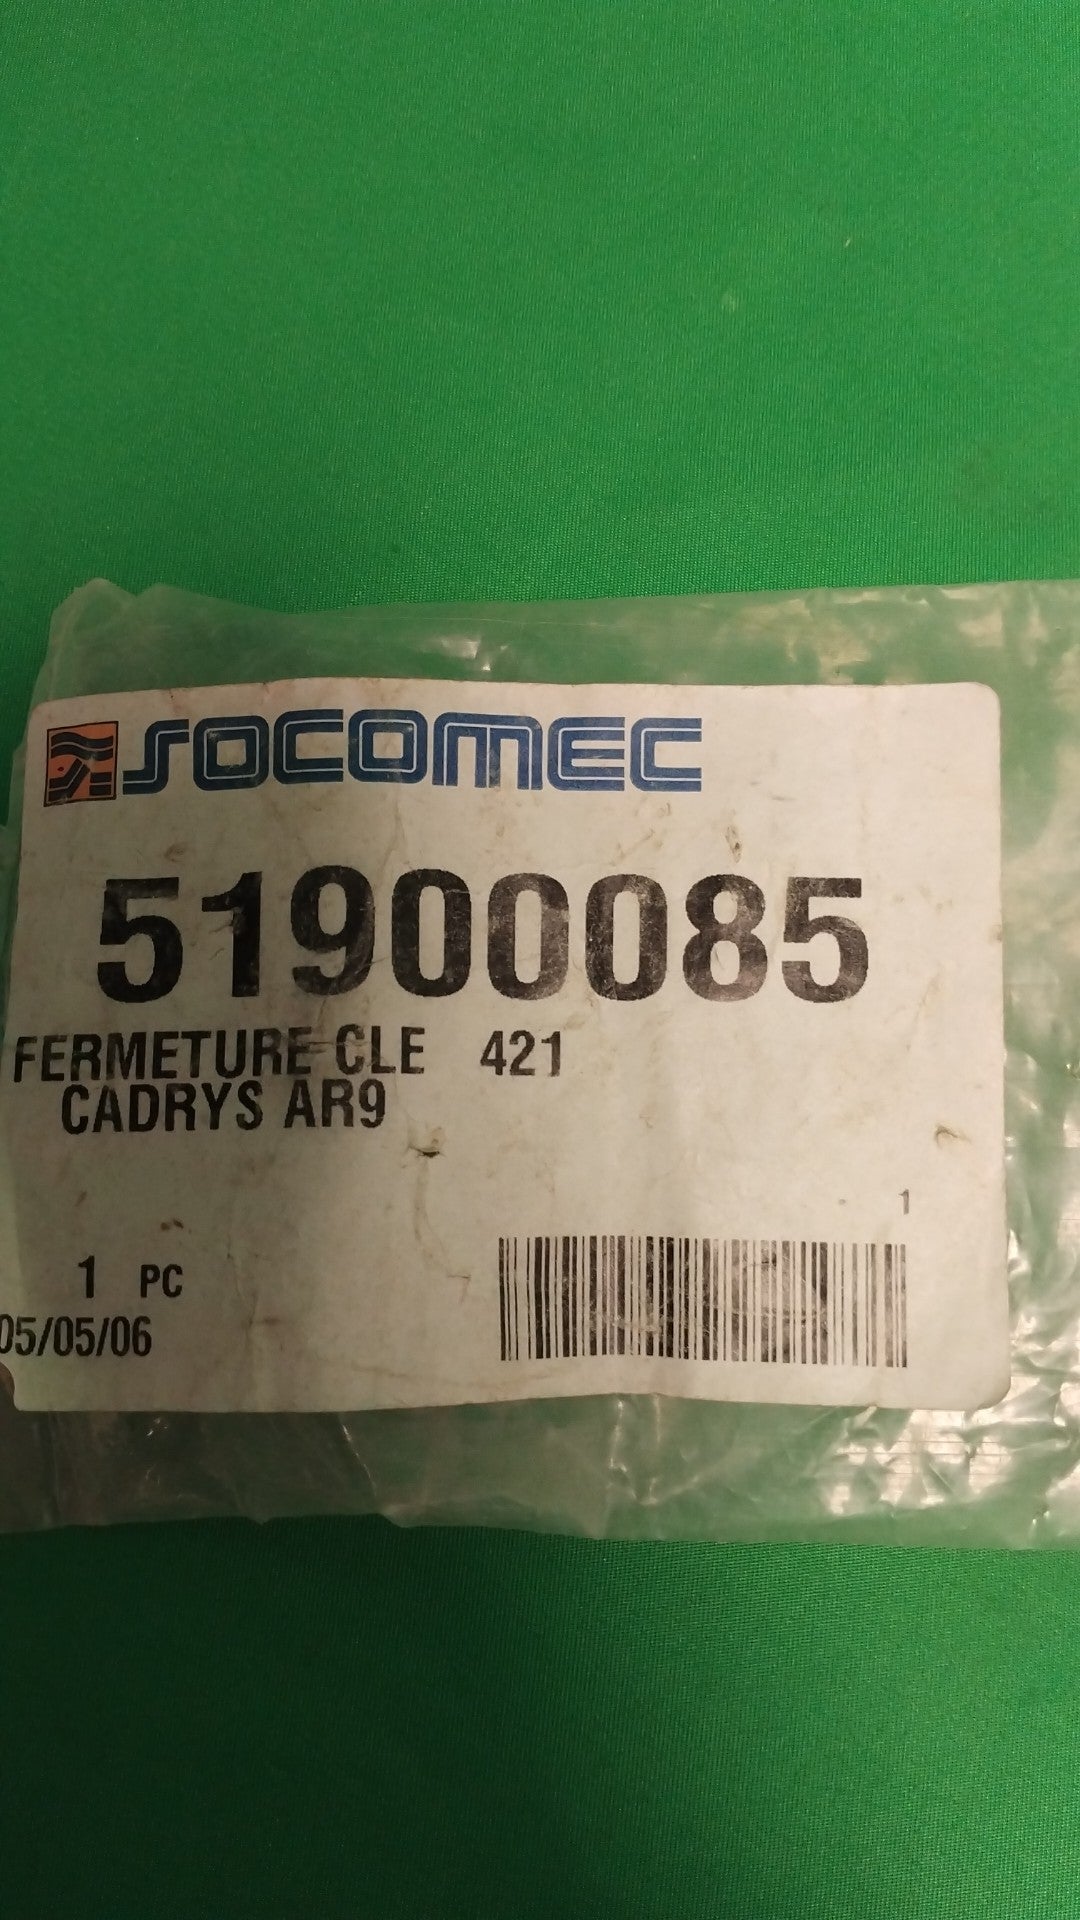 SOCOMEC
51900085
FERMETURE CLE 421
CADRYS AR9
1
1 PC
05/05/06